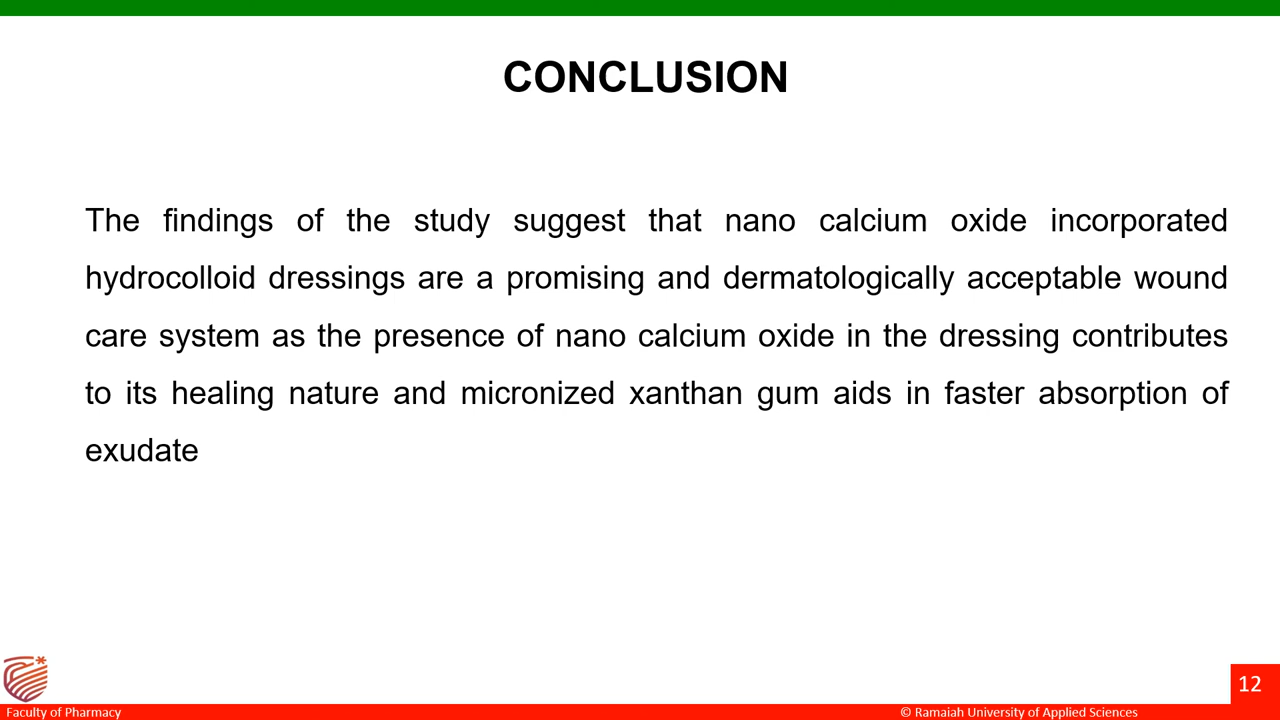 CONCLUSION
The findings of the study suggest that nano calcium oxide incorporated
hydrocolloid dressings are a promising and dermatologically acceptable wound
care system as the presence of nano calcium oxide in the dressing contributes
to its healing nature and micronized xanthan gum aids in faster absorption of
exudate
12
Faculty of Pharmacy
© Ramaiah University of Applied Sciences